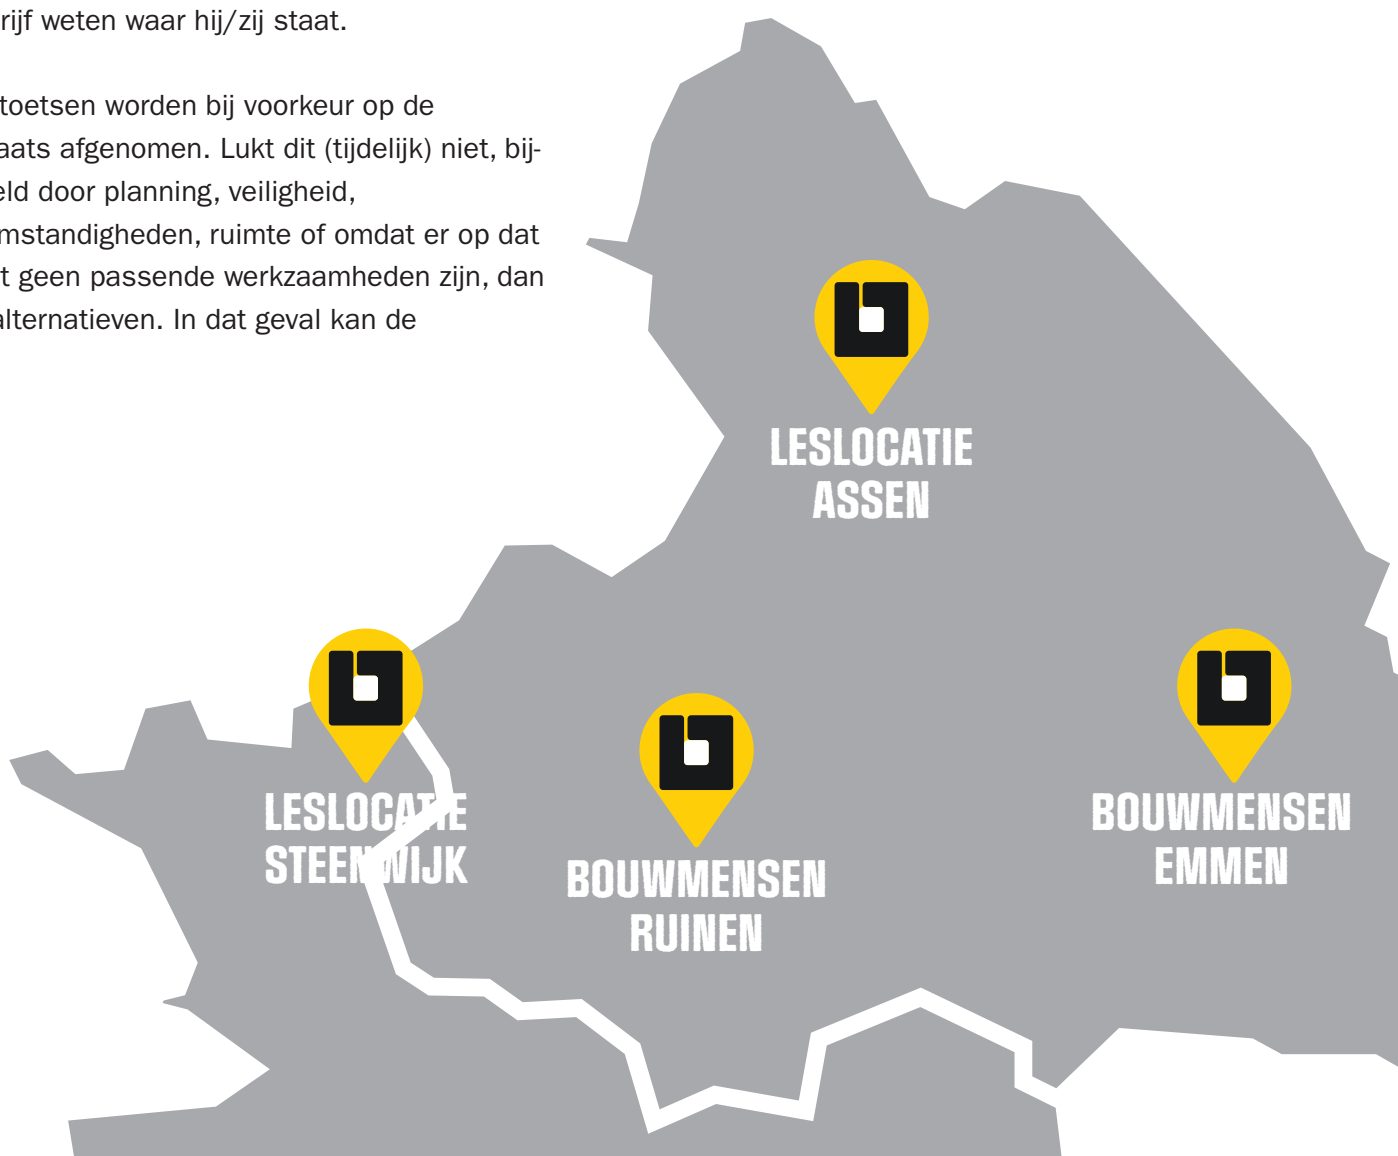 rijf weten waar hij/zij staat.
toetsen worden bij voorkeur op de
aats afgenomen. Lukt dit (tijdelijk) niet, bij-
eld door planning, veiligheid,
mstandigheden, ruimte of omdat er op dat
t geen passende werkzaamheden zijn, dan
alternatieven. In dat geval kan de
LESLOCATIE
ASSEN
LESLOCATIE
STEENWIJK
BOUWMENSEN
RUINEN
BOUWMENSEN
EMMEN